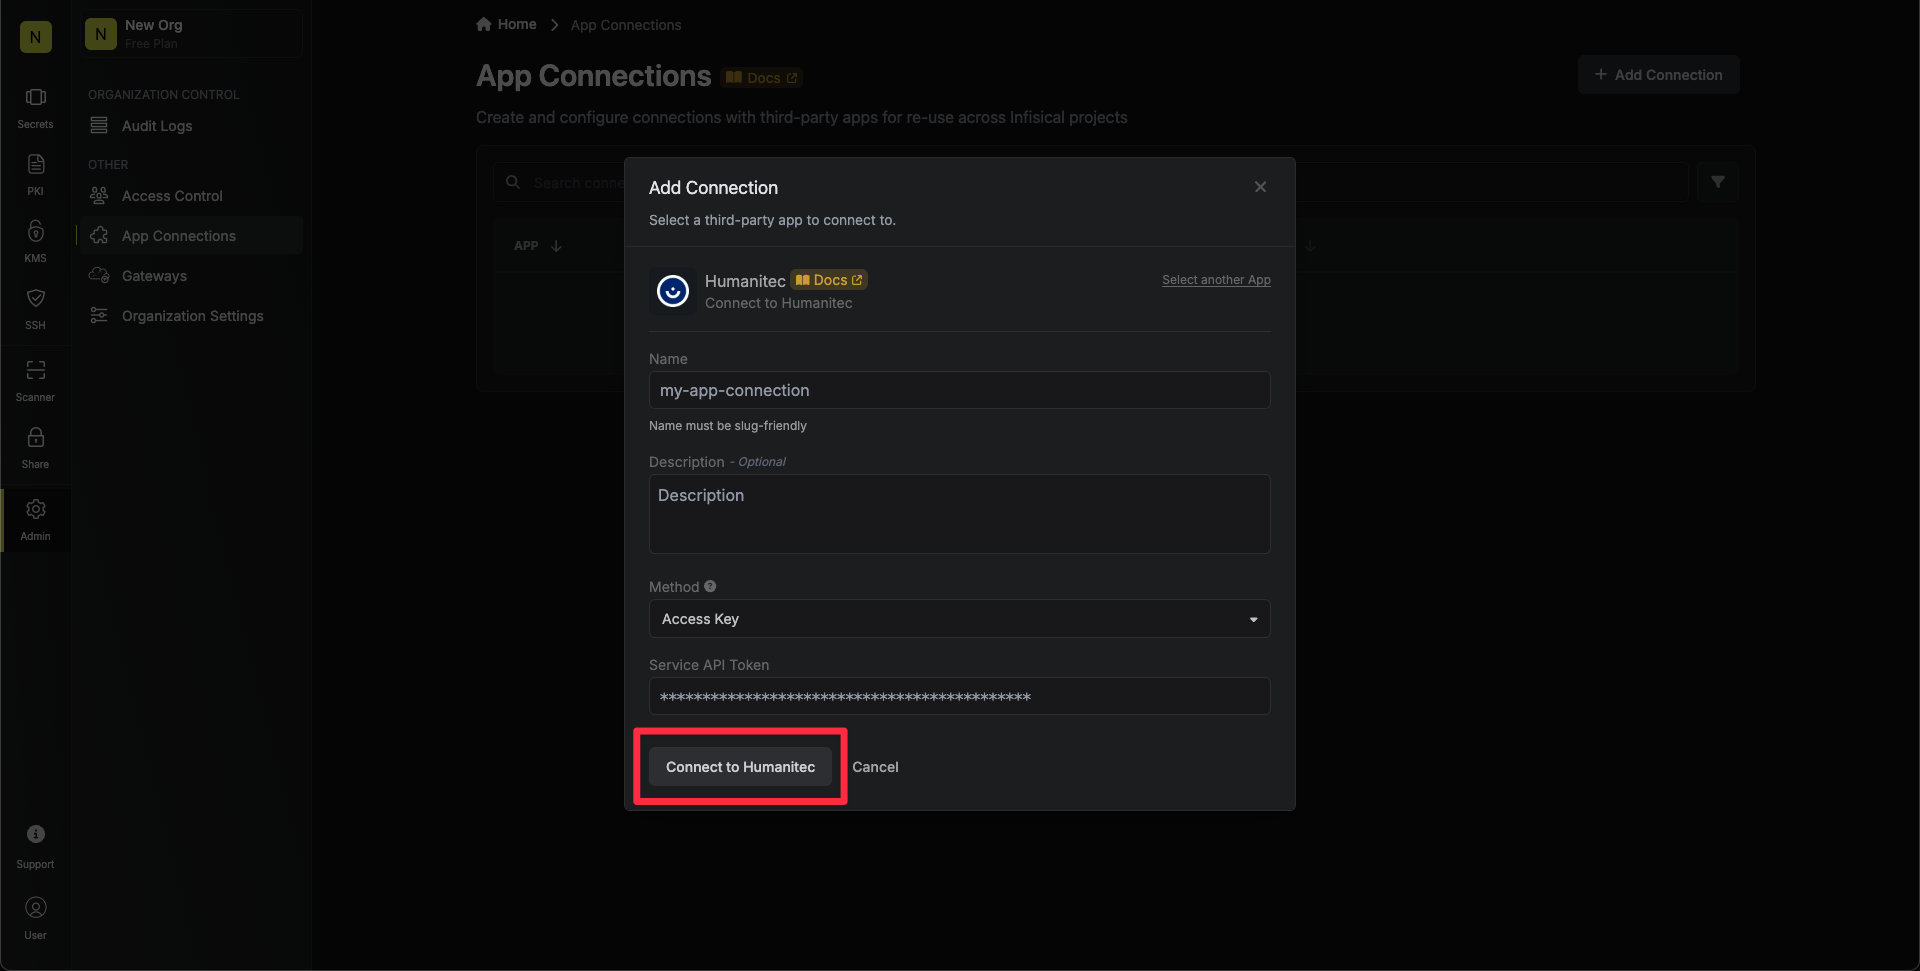 N
N
New Org
Free Plan
Secrets
PKI
KMS
SSH
Scanner
Share
Admin
Support
User
ORGANIZATION CONTROL
Audit Logs
OTHER
Access Control
App Connections
Gateways
Organization Settings
Home
App Connections
App Connections
Docs
Add Connection
Create and configure connections with third-party apps for re-use across Infisical projects
Search conne
APP
Add Connection
Select a third-party app to connect to.
Humanitec
Docs
Select another App
Connect to Humanitec
Name
my-app-connection
Name must be slug-friendly
Description - Optional
Description
Method
Access Key
Service API Token
********************************************
Connect to Humanitec
Cancel